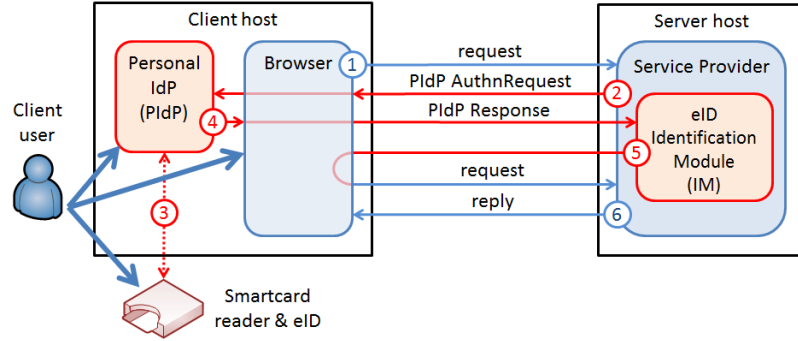 Client host
Server host
Personal
IdP
(PIdP)
Browser
1
request
Service Provider
PIdP AuthnRequest
2
4
PIdP Response
eID
Identification
Module
(IM)
5
Client
user
request
3
reply
6
Smartcard
reader & eID